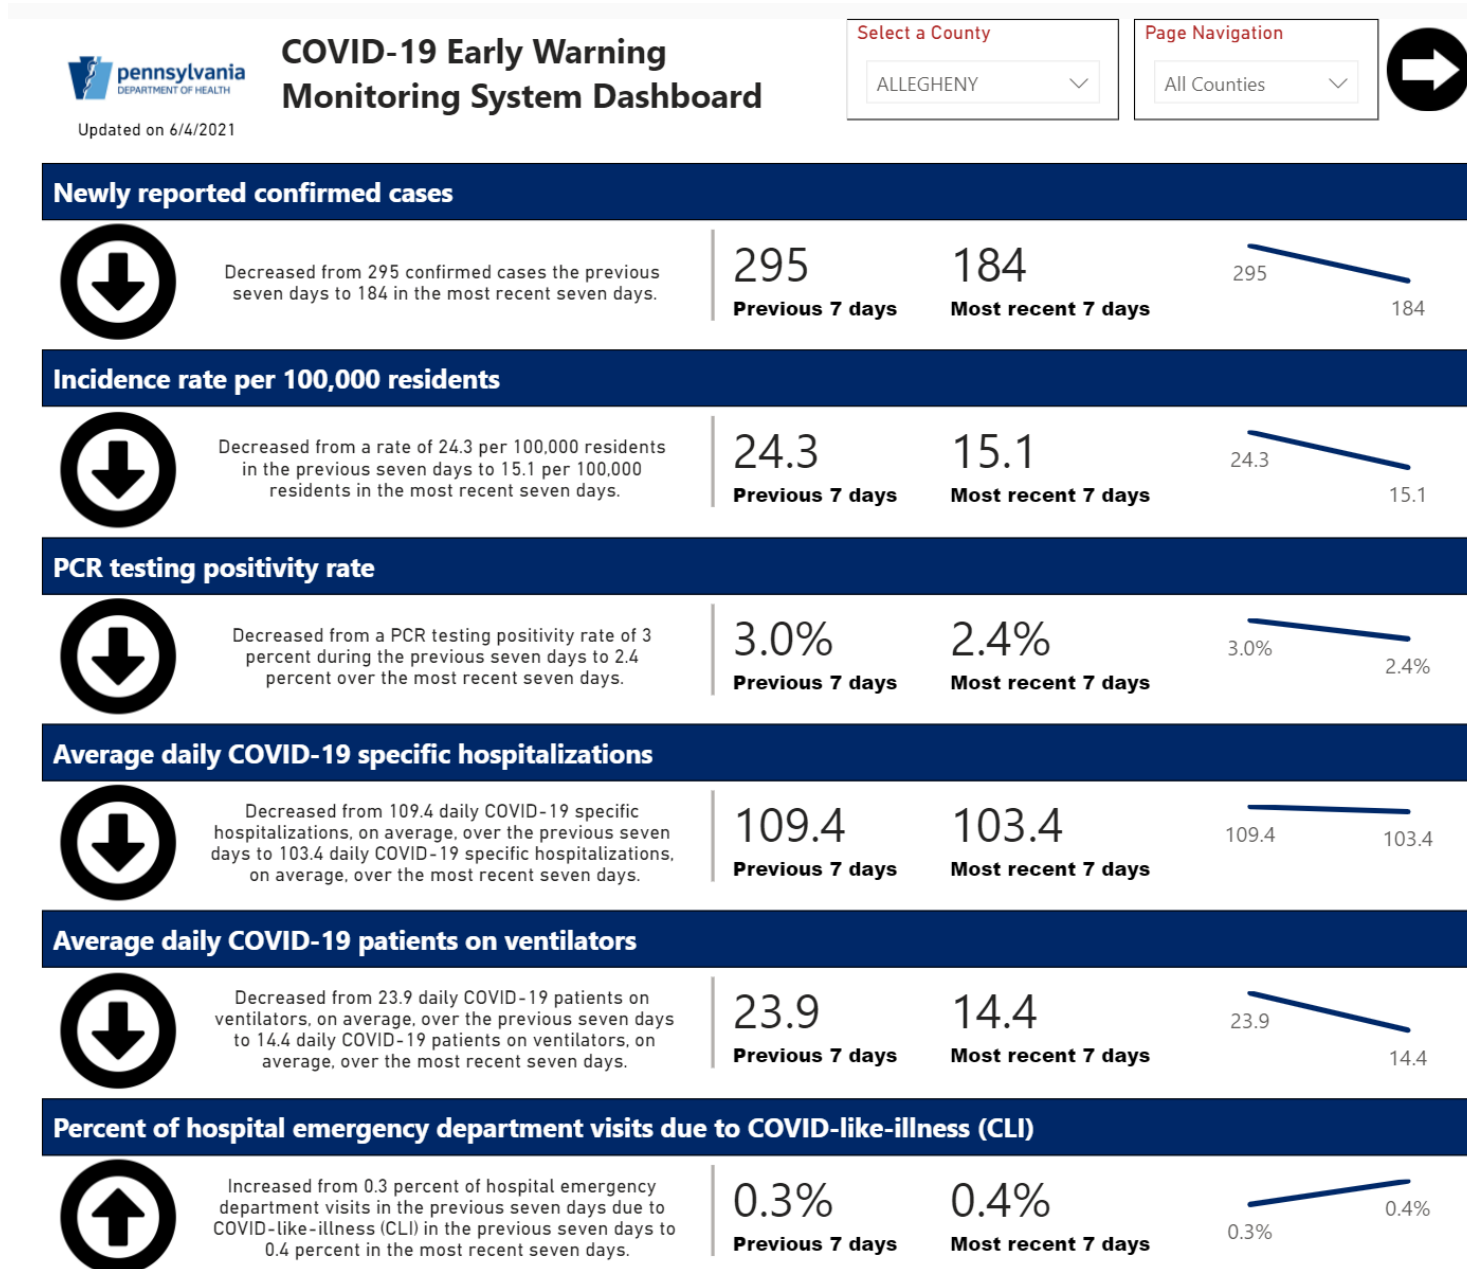 pennsylvania
DEPARTMENT OF HEALTH
Updated on 6/4/2021
COVID-19 Early Warning
Monitoring System Dashboard
Select a County
ALLEGHENY
Page Navigation
All Counties
Newly reported confirmed cases
Decreased from 295 confirmed cases the previous
seven days to 184 in the most recent seven days.
295
Previous 7 days
184
Most recent 7 days
295
184
Incidence rate per 100,000 residents
Decreased from a rate of 24.3 per 100,000 residents
in the previous seven days to 15.1 per 100,000
residents in the most recent seven days.
24.3
Previous 7 days
15.1
Most recent 7 days
24.3
15.1
PCR testing positivity rate
Decreased from a PCR testing positivity rate of 3
percent during the previous seven days to 2.4
percent over the most recent seven days.
3.0%
Previous 7 days
2.4%
Most recent 7 days
3.0%
2.4%
Average daily COVID-19 specific hospitalizations
Decreased from 109.4 daily COVID-19 specific
hospitalizations, on average, over the previous seven
days to 103.4 daily COVID-19 specific hospitalizations,
on average, over the most recent seven days.
109.4
Previous 7 days
103.4
Most recent 7 days
109.4
103.4
Average daily COVID-19 patients on ventilators
Decreased from 23.9 daily COVID-19 patients on
ventilators, on average, over the previous seven days
to 14.4 daily COVID-19 patients on ventilators, on
average, over the most recent seven days.
23.9
Previous 7 days
14.4
Most recent 7 days
23.9
14.4
Percent of hospital emergency department visits due to COVID-like-illness (CLI)
Increased from 0.3 percent of hospital emergency
department visits in the previous seven days due to
COVID-like-illness (CLI) in the previous seven days to
0.4 percent in the most recent seven days.
0.3%
Previous 7 days
0.4%
Most recent 7 days
0.3%
0.4%